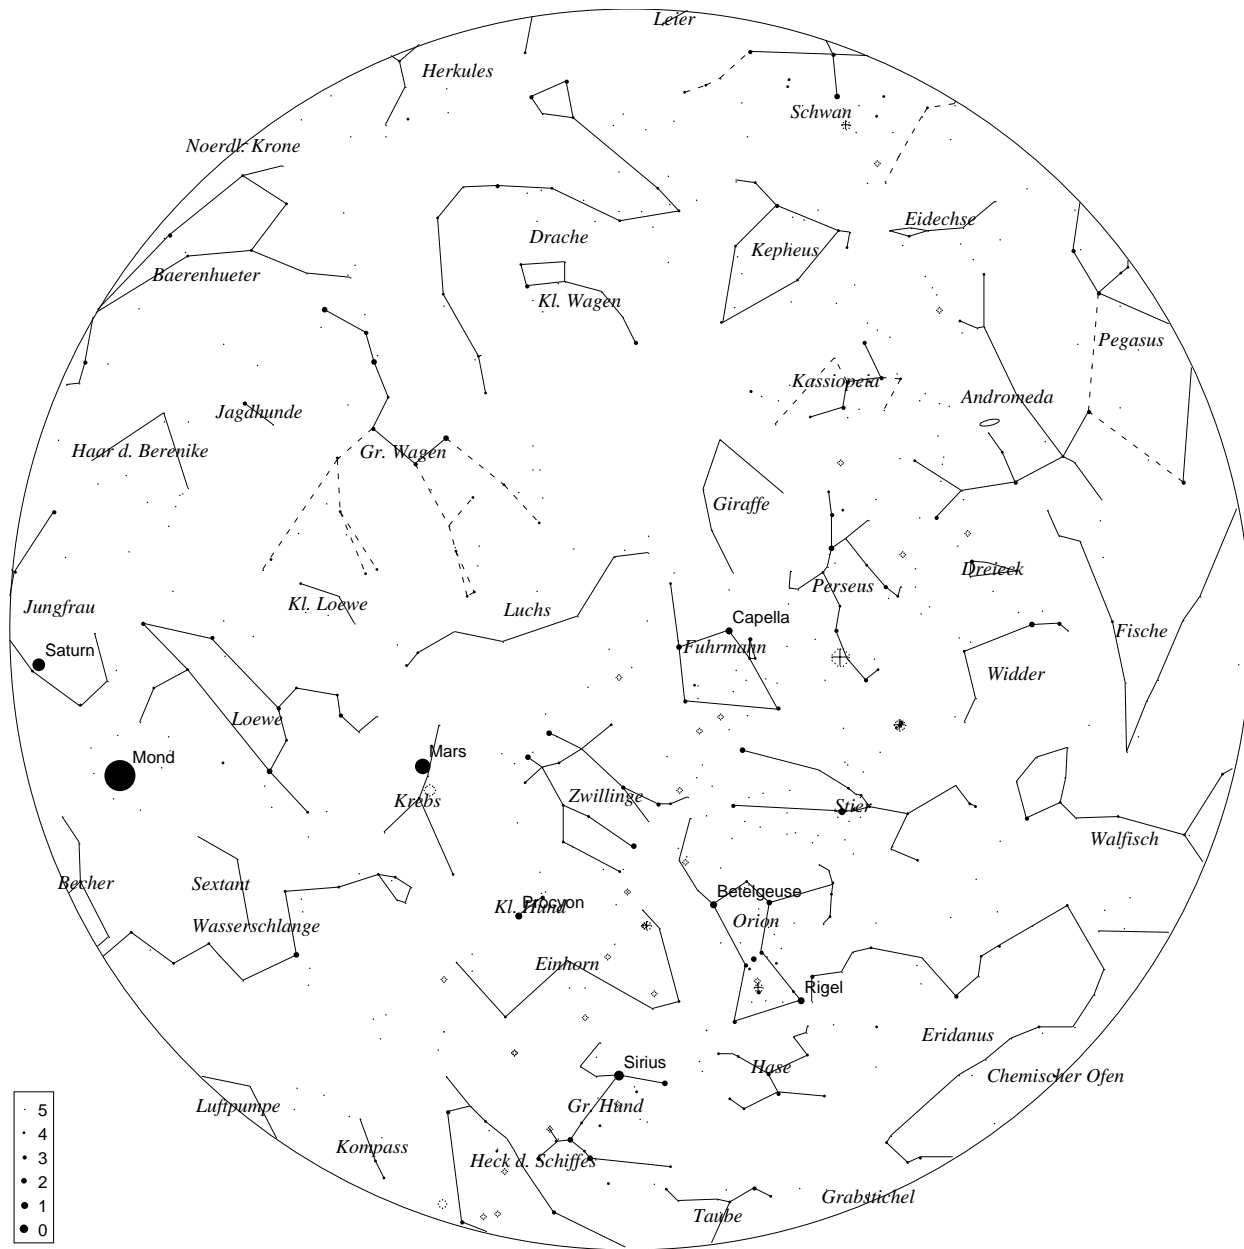 Leier
Herkules
Schwan
Noerdl. Krone
Eidechse
Drache
Kepheus
Baerenhueter
Kl. Wagen
Pegasus
Kassiopeia
Andromeda
Jagdhunde
Haar d. Berenike
Gr. Wagen
Giraffe
Dreieck
Perseus
Jungfrau
Kl. Loewe
Luchs
Capella
Fische
Fuhrmann
Saturn
Widder
Loewe
Mars
Mond
Zwillinge
Krebs
Stier
Walfisch
Becher
Sextant
Betelgeuse
Procyon
Kl. Hund
Wasserschlange
Orion
Einhorn
Rigel
Eridanus
Sirius
Hase
Chemischer Ofen
Luftpumpe
Gr. Hund
Kompass
Heck d. Schiffes
Grabstichel
Taube
5
4
3
2
1
0